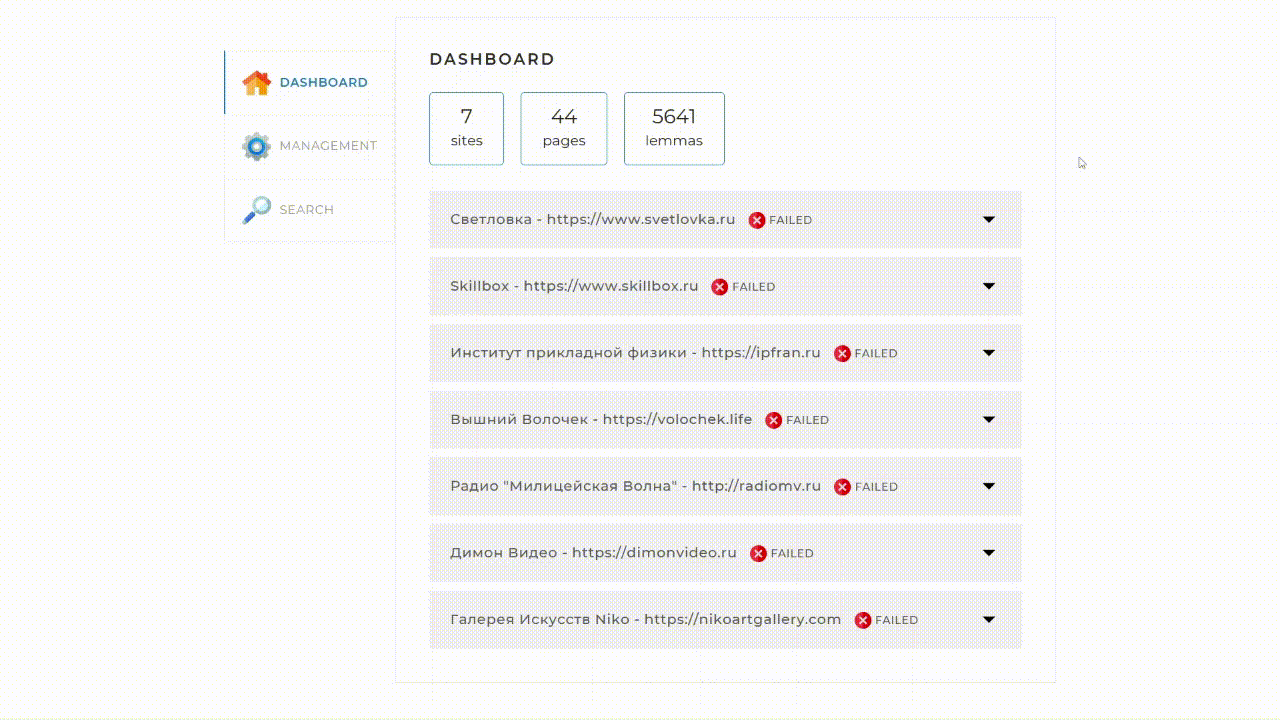 DASHBOARD
MANAGEMENT
SEARCH
DASHBOARD
7
sites
44
pages
5641
lemmas
Светловка - https://www.svetlovka.ru FAILED
Skillbox - https://www.skillbox.ru FAILED
Институт прикладной физики - https://ipfran.ru FAILED
Вышний Волочек - https://volochek.life FAILED
Радио "Милицейская Волна" - http://radiomv.ru FAILED
Димон Видео - https://dimonvideo.ru FAILED
Галерея Искусств Niko - https://nikoartgallery.com FAILED